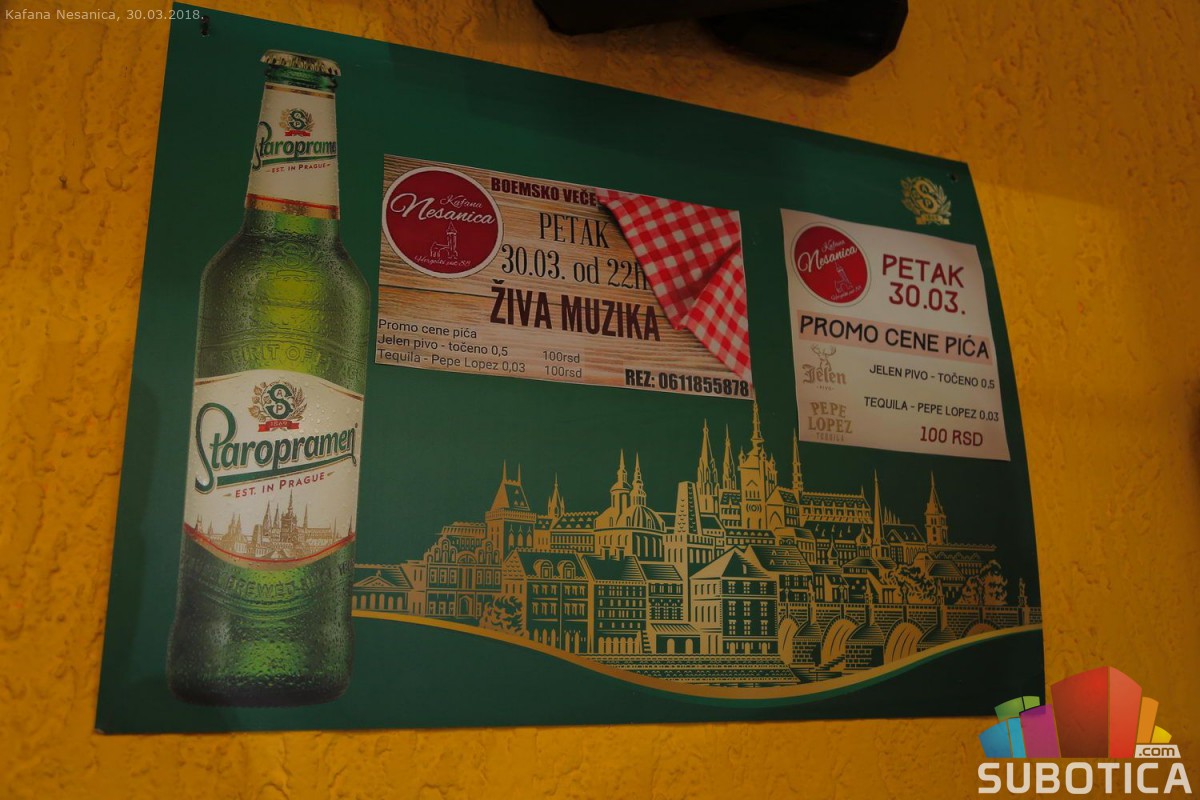 Kafana Nesanica, 30.03.2018.
S
Staropramen
EST. IN PRAGUE
S
Staropramen
EST. IN PRAGUE
Kafana
Nesanica
BOEMSKO VEČE
PETAK
30.03. od 22h
ŽIVA MUZIKA
Promo cene pića
Jelen pivo - točeno 0,5 100rsd
Tequila - Pepe Lopez 0,03 100rsd
REZ: 0611855878
S
Kafana
Nesanica
PETAK
30.03.
PROMO CENE PIĆA
Jelen
PIVO
JELEN PIVO - TOČENO 0,5
PEPE
LOPEZ
TEQUILA
TEQUILA - PEPE LOPEZ 0,03
100 RSD
.com
SUBOTICA